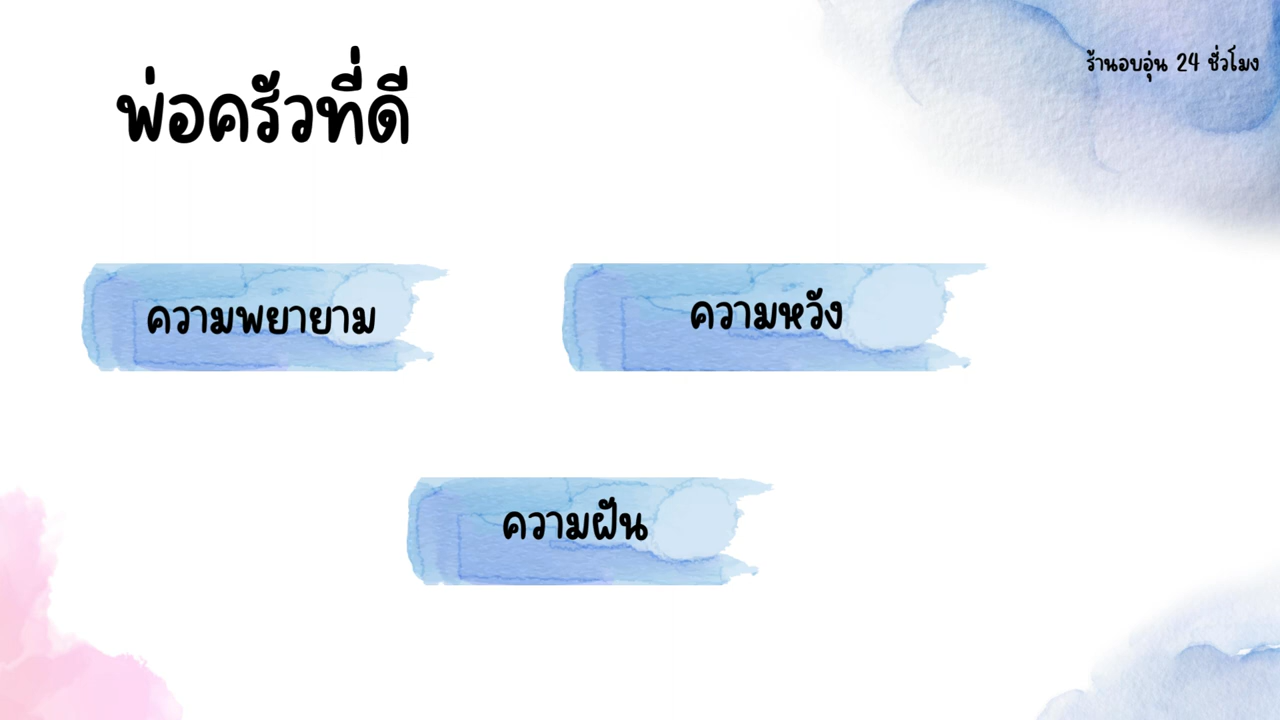 ร้านอบอุ่น 24 ชั่วโมง
พ่อครัวที่ดี
ความพยายาม
ความหวัง
ความฝัน